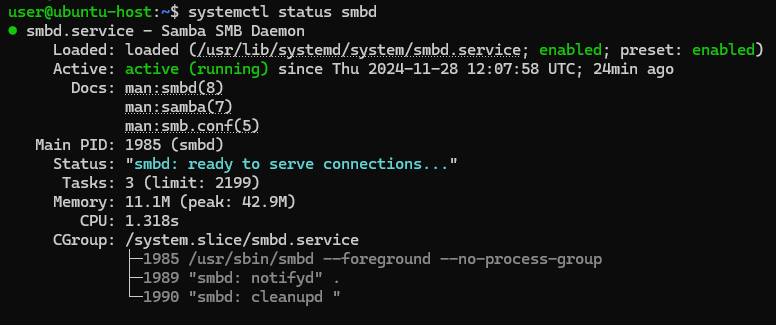 user@ubuntu-host:~$ systemctl status smbd
● smbd.service - Samba SMB Daemon
Loaded: loaded (/usr/lib/systemd/system/smbd.service; enabled; preset: enabled)
Active: active (running) since Thu 2024-11-28 12:07:58 UTC; 24min ago
Docs: man:smbd(8)
man:samba(7)
man:smb.conf(5)
Main PID: 1985 (smbd)
Status: "smbd: ready to serve connections..."
Tasks: 3 (limit: 2199)
Memory: 11.1M (peak: 42.9M)
CPU: 1.318s
CGroup: /system.slice/smbd.service
├─1985 /usr/sbin/smbd --foreground --no-process-group
├─1989 "smbd: notifyd" .
└─1990 "smbd: cleanupd "